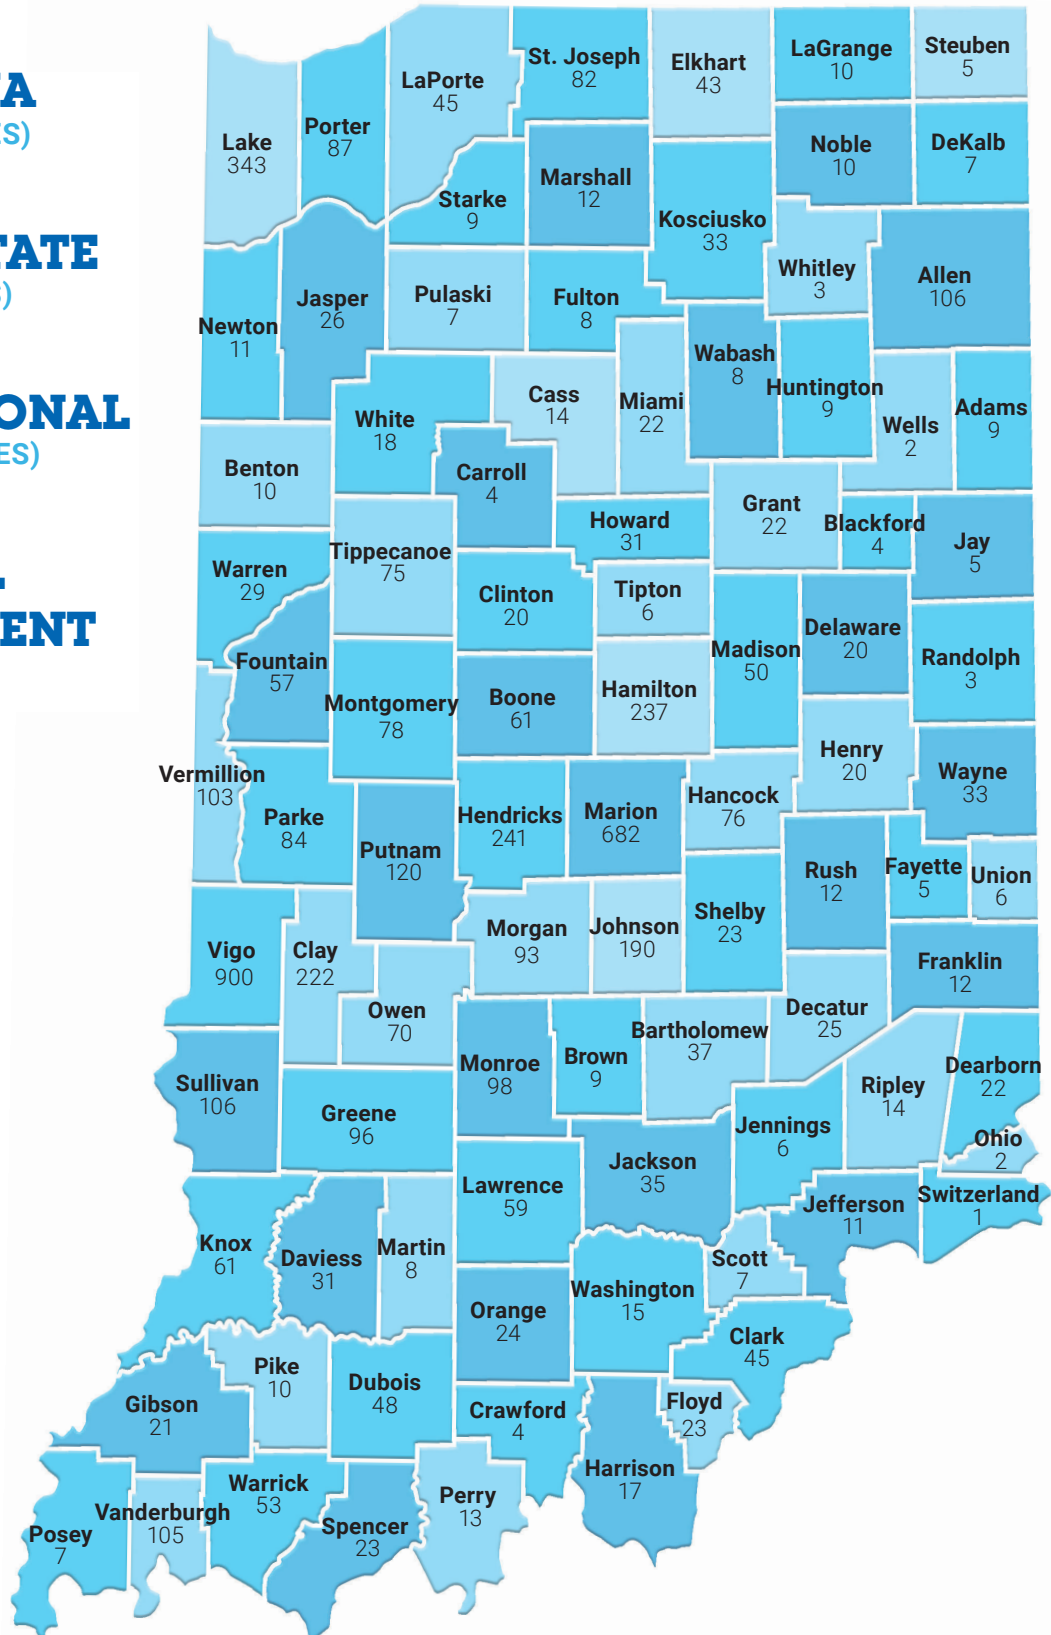 IA
ES)
TATE
S)
ONAL
ES)
L
ENT
Lake
343
Porter
87
LaPorte
45
St. Joseph
82
Elkhart
43
LaGrange
10
Steuben
5
Starke
9
Marshall
12
Kosciusko
33
Noble
10
DeKalb
7
Newton
11
Jasper
26
Pulaski
7
Fulton
8
Whitley
3
Allen
106
White
18
Cass
14
Miami
22
Wabash
8
Huntington
9
Wells
2
Adams
9
Benton
10
Carroll
4
Howard
31
Grant
22
Blackford
4
Jay
5
Warren
29
Tippecanoe
75
Clinton
20
Tipton
6
Madison
50
Delaware
20
Randolph
3
Fountain
57
Montgomery
78
Boone
61
Hamilton
237
Henry
20
Wayne
33
Vermillion
103
Parke
84
Putnam
120
Hendricks
241
Marion
682
Hancock
76
Rush
12
Fayette
5
Union
6
Vigo
900
Clay
222
Morgan
93
Johnson
190
Shelby
23
Franklin
12
Owen
70
Sullivan
106
Greene
96
Monroe
98
Brown
9
Bartholomew
37
Decatur
25
Jennings
6
Ripley
14
Dearborn
22
Ohio
2
Knox
61
Daviess
31
Martin
8
Lawrence
59
Jackson
35
Jefferson
11
Switzerland
1
Scott
7
Orange
24
Washington
15
Clark
45
Gibson
21
Pike
10
Dubois
48
Crawford
4
Floyd
23
Harrison
17
Posey
7
Vanderburgh
105
Warrick
53
Spencer
23
Perry
13